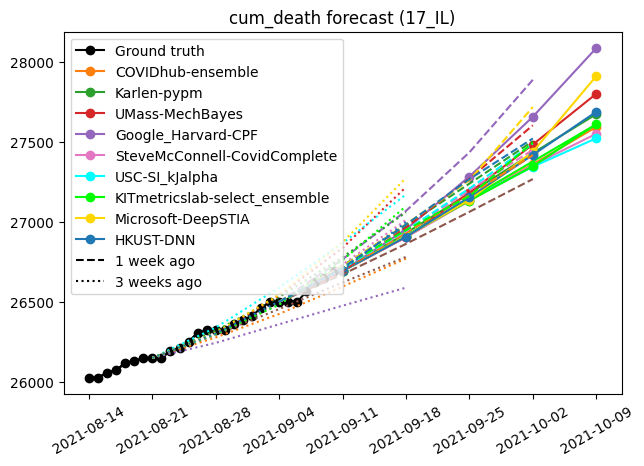 cum_death forecast (17_IL)
28000
27500
27000
26500
26000
Ground truth
COVIDhub-ensemble
Karlen-pypm
UMass-MechBayes
Google_Harvard-CPF
SteveMcConnell-CovidComplete
USC-SI_kJalpha
KITmetricslab-select_ensemble
Microsoft-DeepSTIA
HKUST-DNN
1 week ago
3 weeks ago
2021-08-14
2021-08-21
2021-08-28
2021-09-04
2021-09-11
2021-09-18
2021-09-25
2021-10-02
2021-10-09